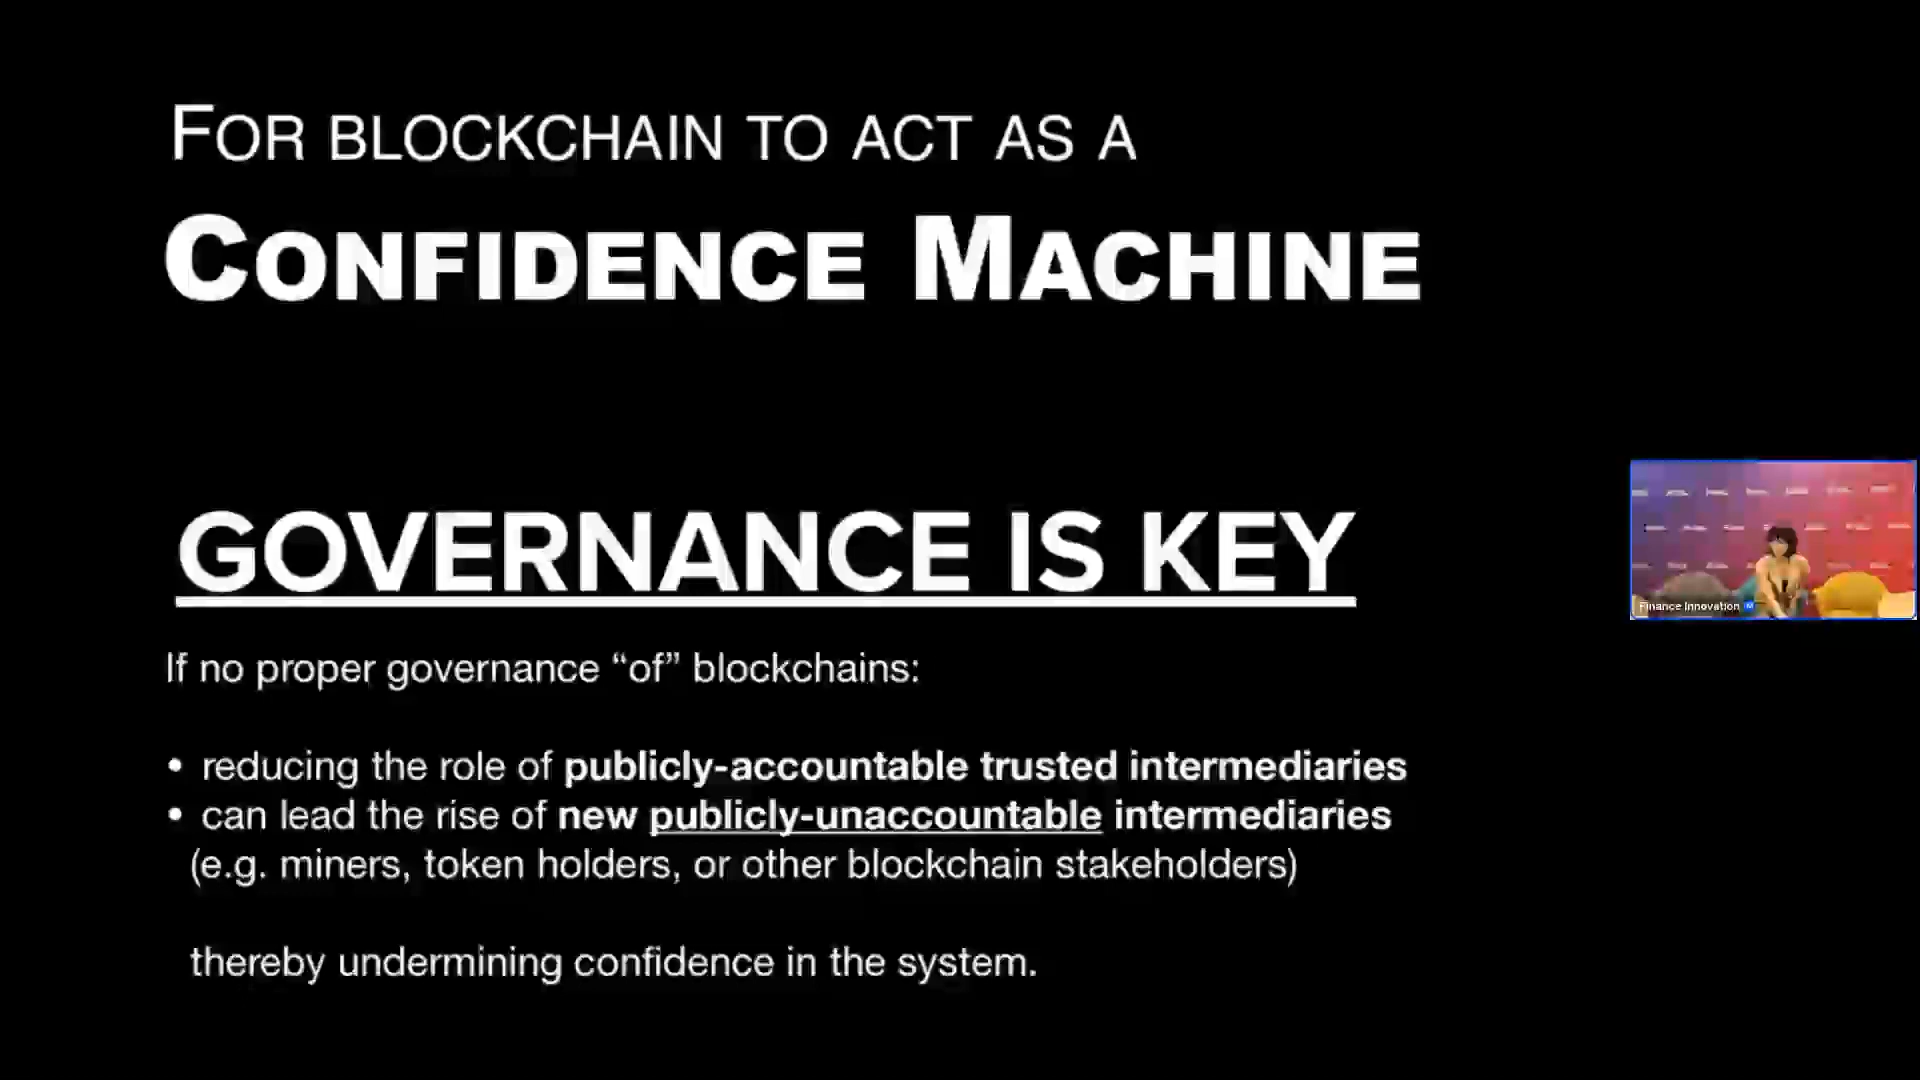 FOR BLOCKCHAIN TO ACT AS A
CONFIDENCE MACHINE
GOVERNANCE IS KEY
If no proper governance “of” blockchains:
• reducing the role of publicly-accountable trusted intermediaries
• can lead the rise of new publicly-unaccountable intermediaries
(e.g. miners, token holders, or other blockchain stakeholders)
thereby undermining confidence in the system.
Finance Innovation